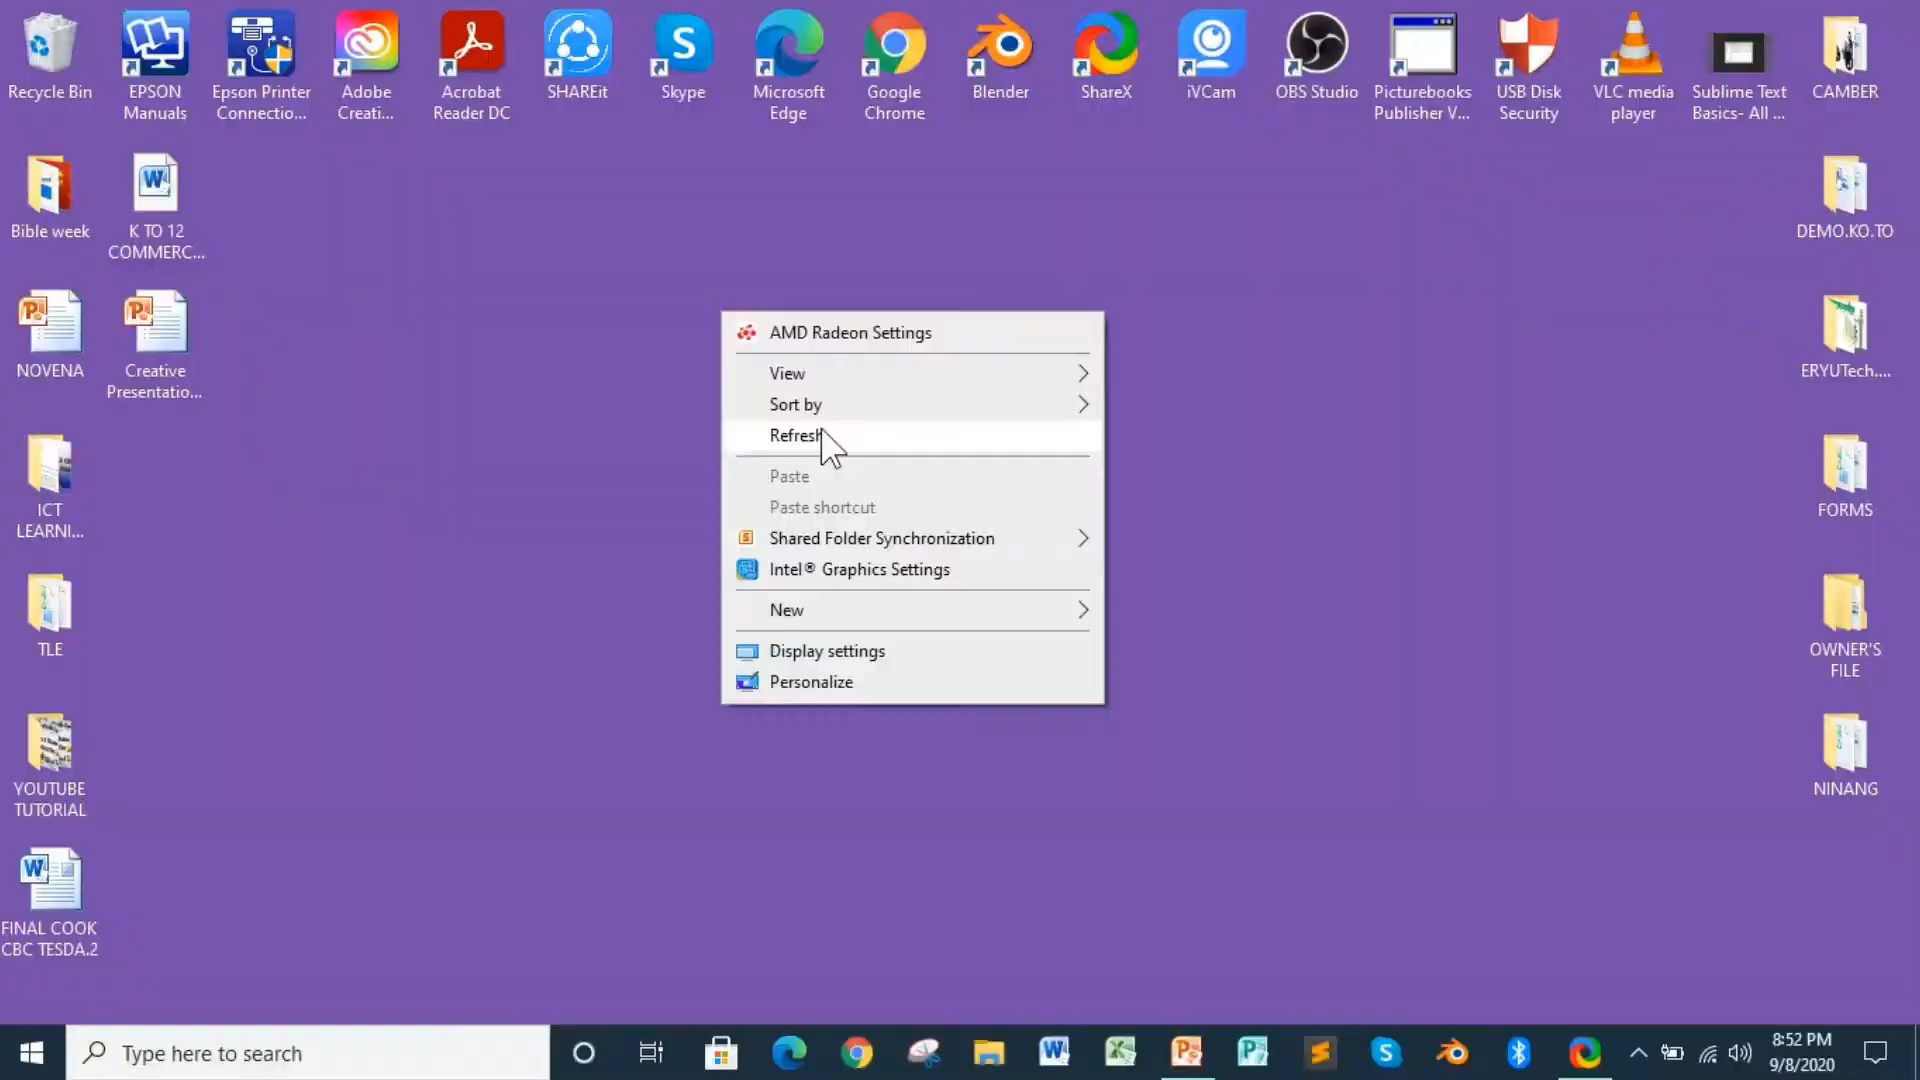 Recycle Bin
EPSON
Manuals
Epson Printer
Connectio...
Adobe
Creati...
Acrobat
Reader DC
SHAREit
Skype
Microsoft
Edge
Google
Chrome
Blender
ShareX
iVCam
OBS Studio
Picturebooks
Publisher V...
USB Disk
Security
VLC media
player
Sublime Text
Basics- All ...
CAMBER
Bible week
K TO 12
COMMERC...
DEMO.KO.TO
NOVENA
Creative
Presentatio...
ERYUTech....
ICT
LEARNI...
FORMS
TLE
OWNER'S
FILE
YOUTUBE
TUTORIAL
NINANG
FINAL COOK
CBC TESDA.2
AMD Radeon Settings
View
Sort by
Refresh
Paste
Paste shortcut
Shared Folder Synchronization
Intel® Graphics Settings
New
Display settings
Personalize
Type here to search
8:52 PM
9/8/2020